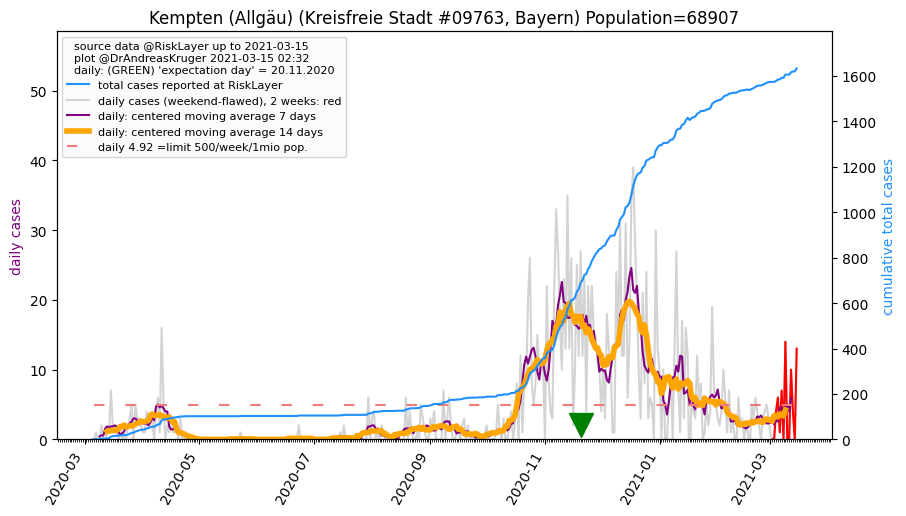 Kempten (Allgäu) (Kreisfreie Stadt #09763, Bayern) Population=68907
source data @RiskLayer up to 2021-03-15
plot @DrAndreasKruger 2021-03-15 02:32
daily: (GREEN) 'expectation day' = 20.11.2020
total cases reported at RiskLayer
daily cases (weekend-flawed), 2 weeks: red
daily: centered moving average 7 days
daily: centered moving average 14 days
daily 4.92 =limit 500/week/1mio pop.
daily cases
50
40
30
20
10
0
cumulative total cases
1600
1400
1200
1000
800
600
400
200
0
2020-03
2020-05
2020-07
2020-09
2020-11
2021-01
2021-03